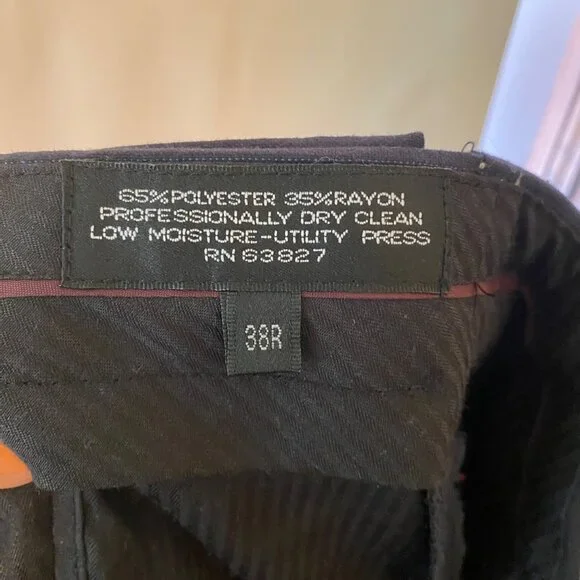 65%POLYESTER 35%RAYON
PROFESSIONALLY DRY CLEAN
LOW MOISTURE-UTILITY PRESS
RN 63827
38R